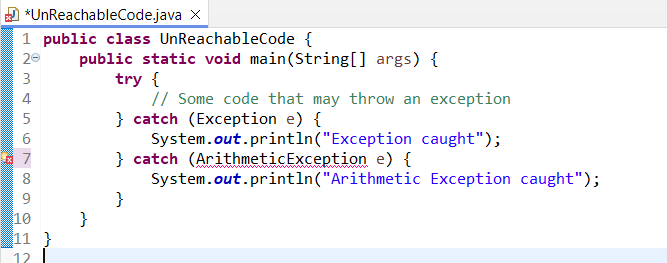 *UnReachableCode.java
1 public class UnReachableCode {
2 public static void main(String[] args) {
3 try {
4 // Some code that may throw an exception
5 } catch (Exception e) {
6 System.out.println("Exception caught");
7 } catch (ArithmeticException e) {
8 System.out.println("Arithmetic Exception caught");
9 }
10 }
11 }
12